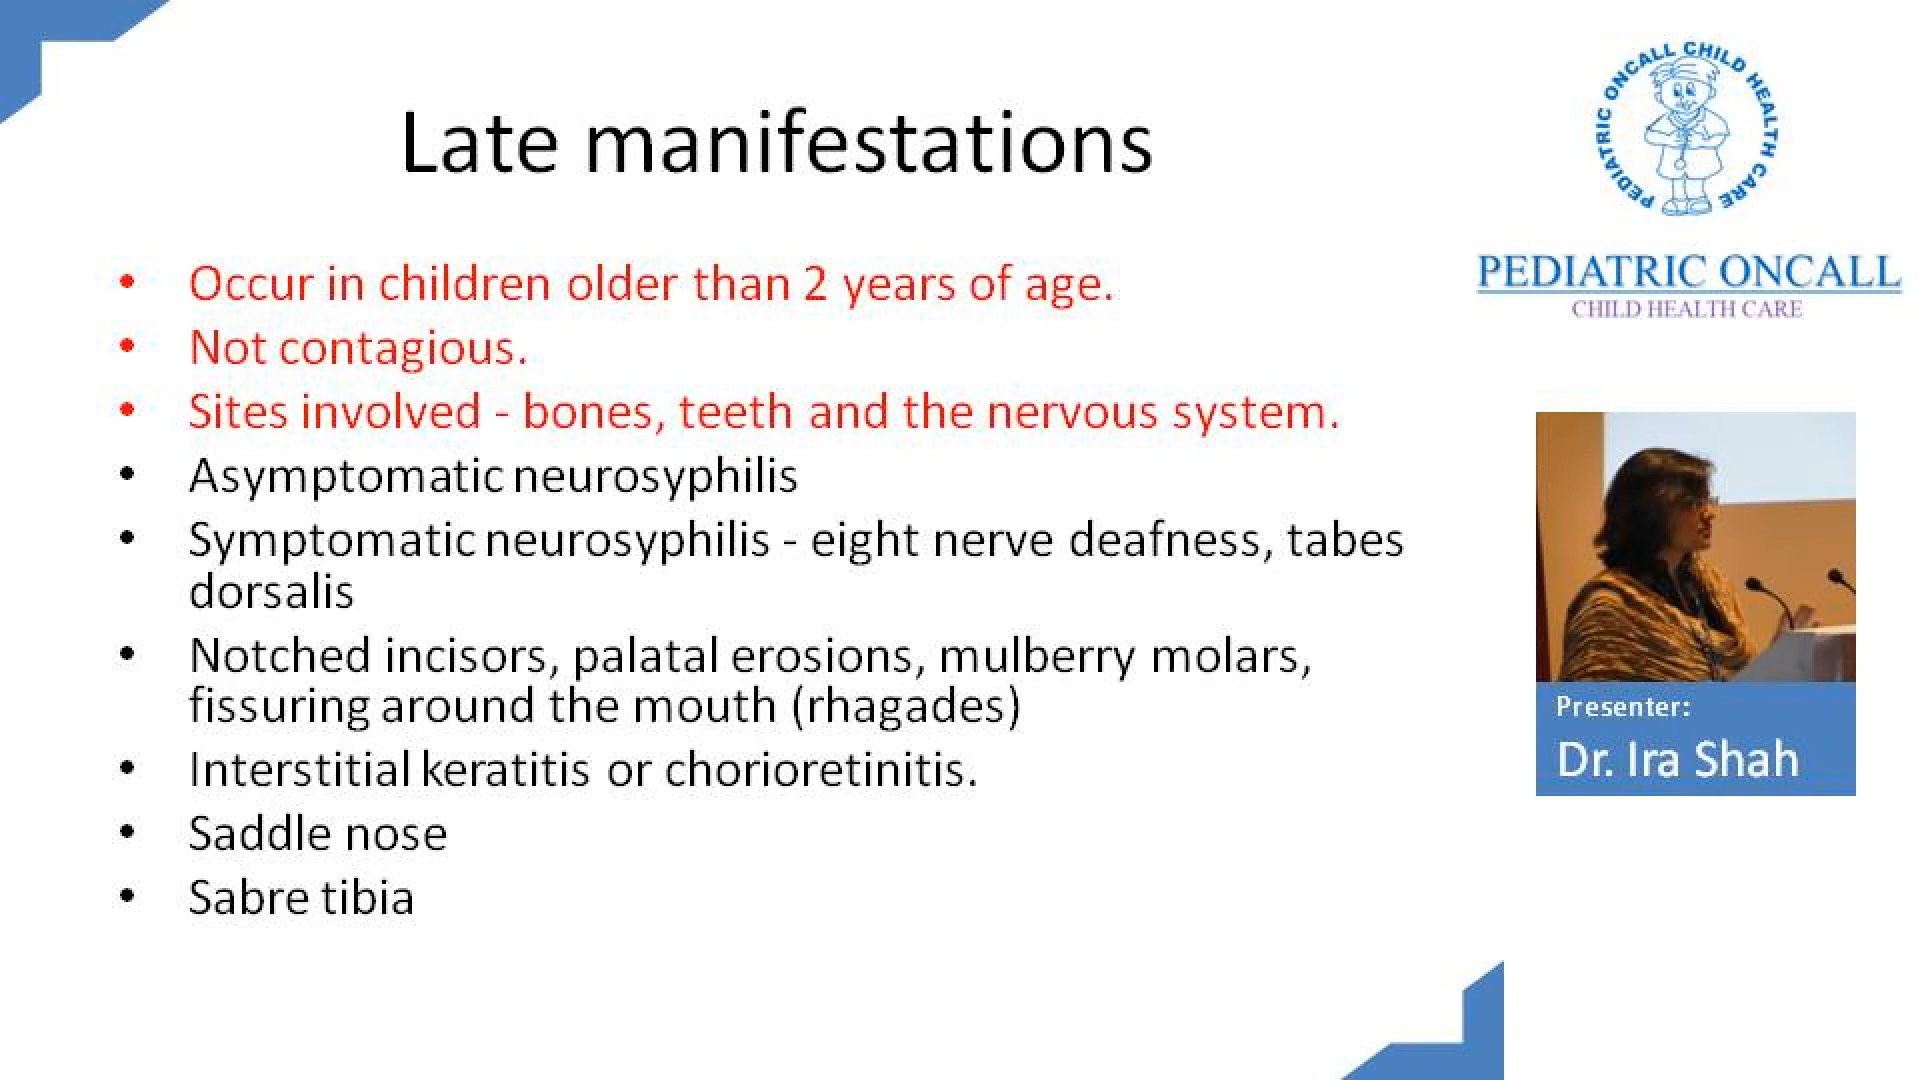 Late manifestations
• Occur in children older than 2 years of age.
• Not contagious.
• Sites involved - bones, teeth and the nervous system.
• Asymptomatic neurosyphilis
• Symptomatic neurosyphilis - eight nerve deafness, tabes
dorsalis
• Notched incisors, palatal erosions, mulberry molars,
fissuring around the mouth (rhagades)
• Interstitial keratitis or chorioretinitis.
• Saddle nose
• Sabre tibia
PEDIATRIC ONCALL CHILD HEALTH CARE
PEDIATRIC ONCALL
CHILD HEALTH CARE
Presenter:
Dr. Ira Shah